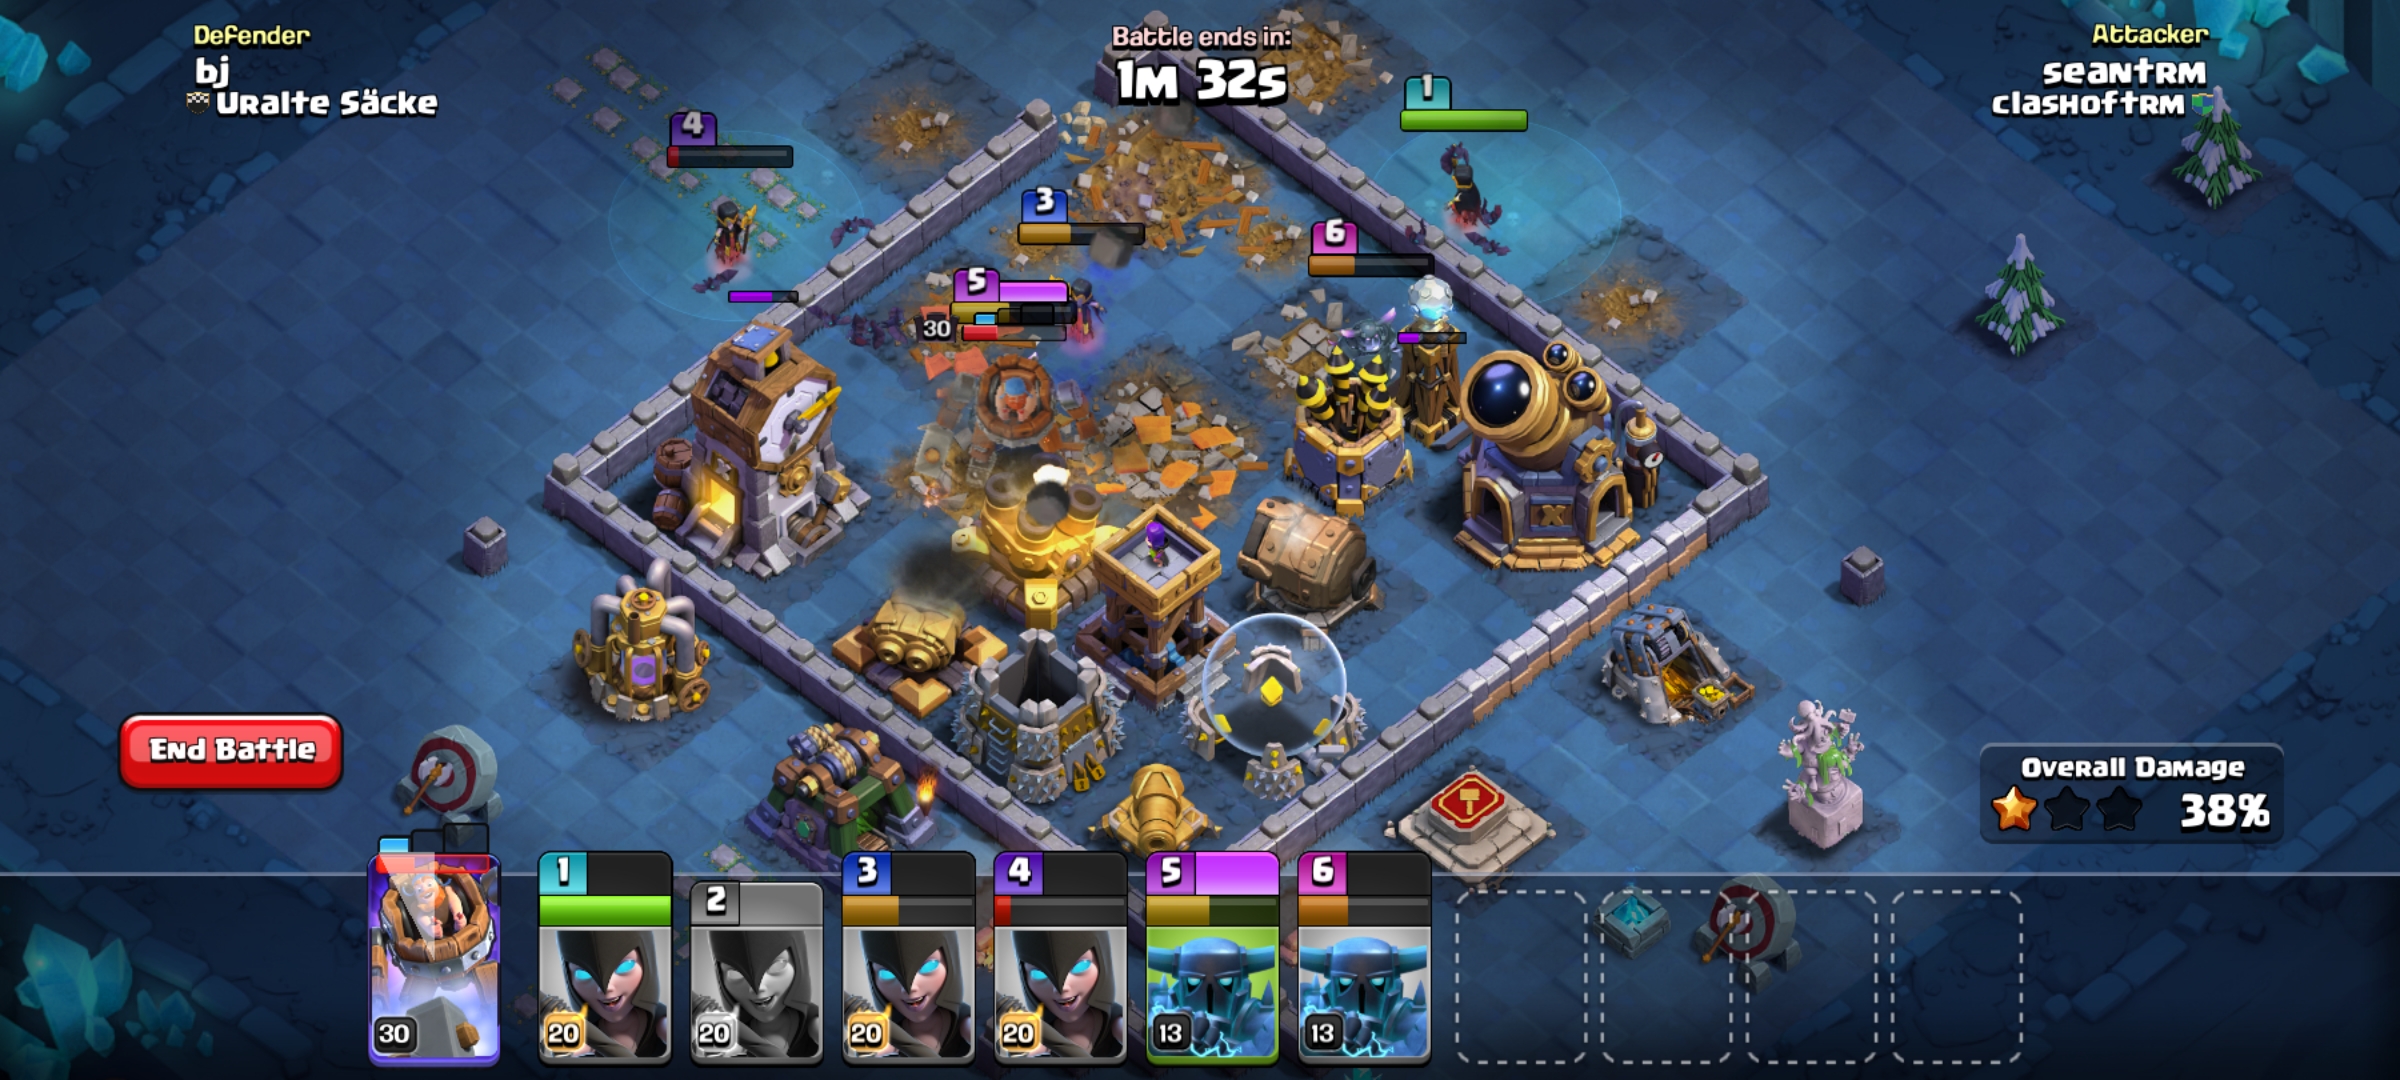 Defender
bj
Uralte Säcke
Battle ends in:
1M 32s
Attacker
seantrm
clashoftrm
4
1
3
6
5
30
End Battle
Overall Damage
38%
1
2
3
4
5
6
30
20
20
20
20
13
13